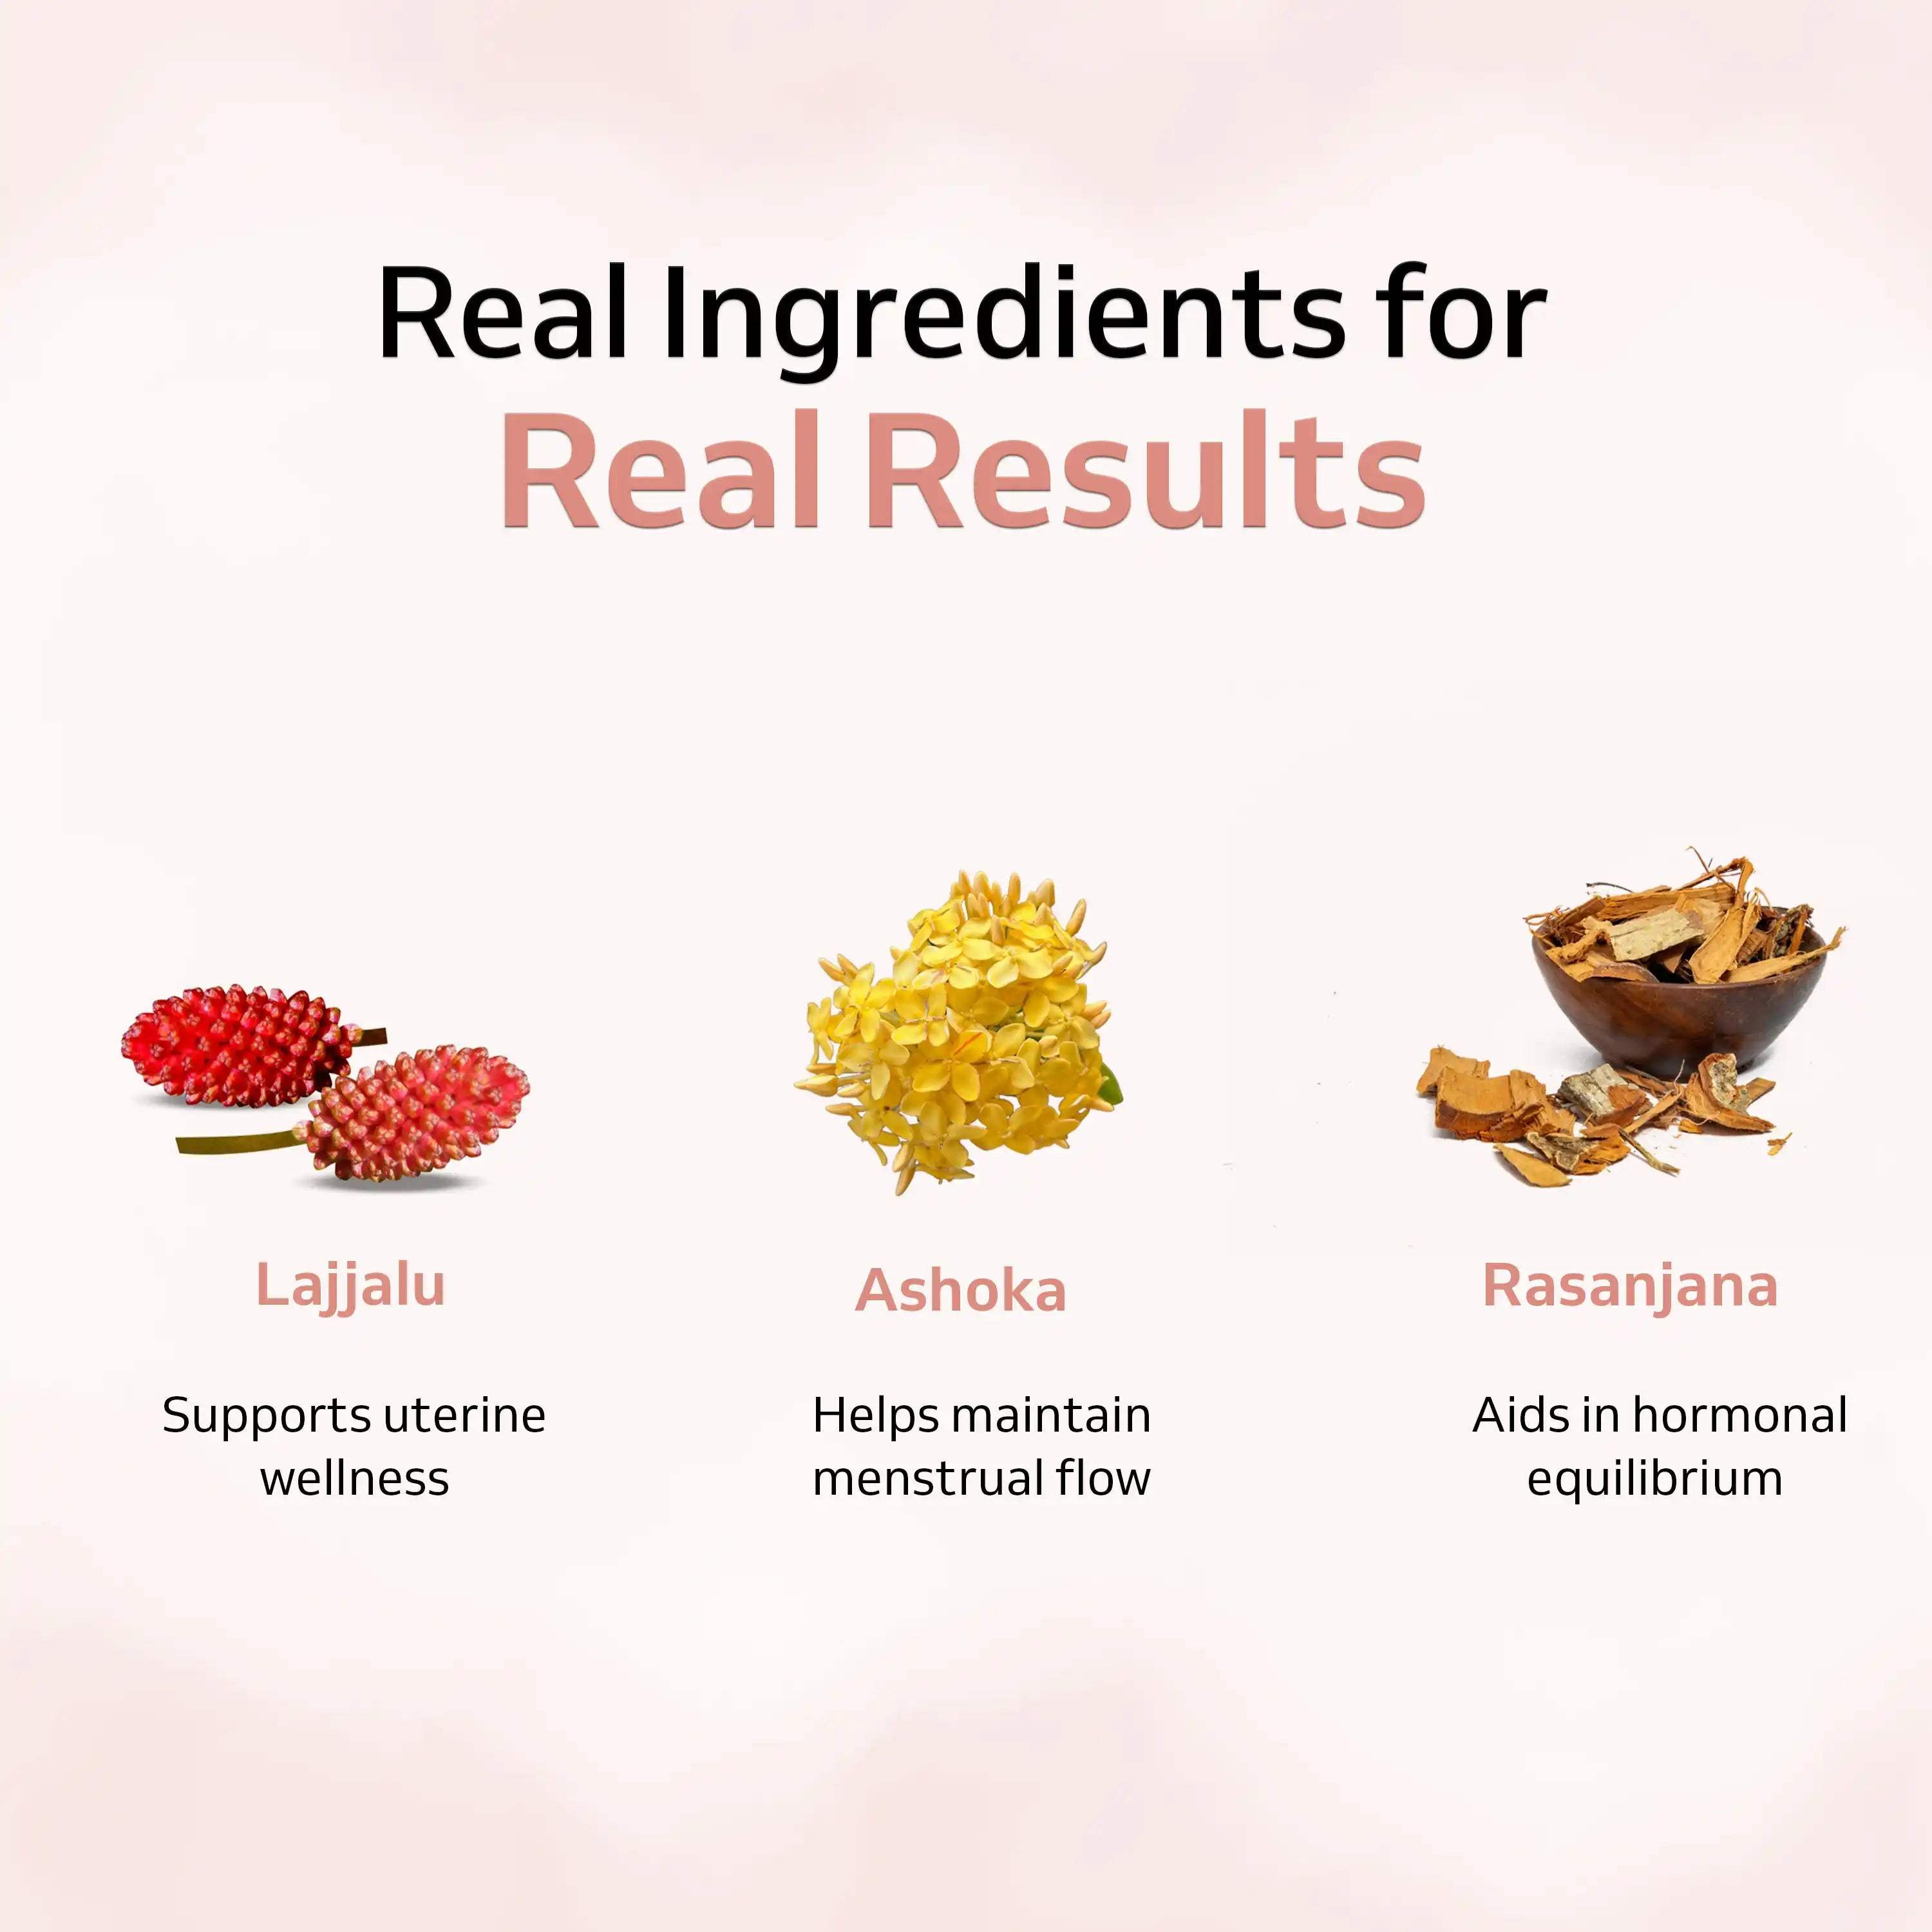 Real Ingredients for
Real Results
Lajjalu
Supports uterine
wellness
Ashoka
Helps maintain
menstrual flow
Rasanjana
Aids in hormonal
equilibrium